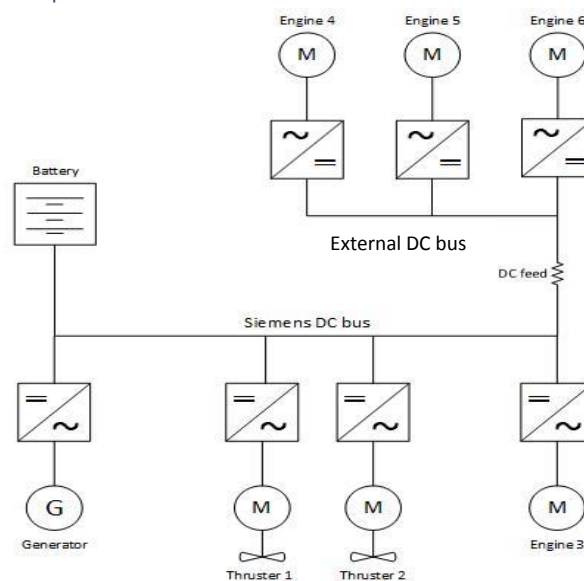 Engine 4
Engine 5
Engine 6
M
M
M
Battery
External DC bus
DC feed
Siemens DC bus
G
M
M
M
Generator
Engine 3
Thruster 1
Thruster 2